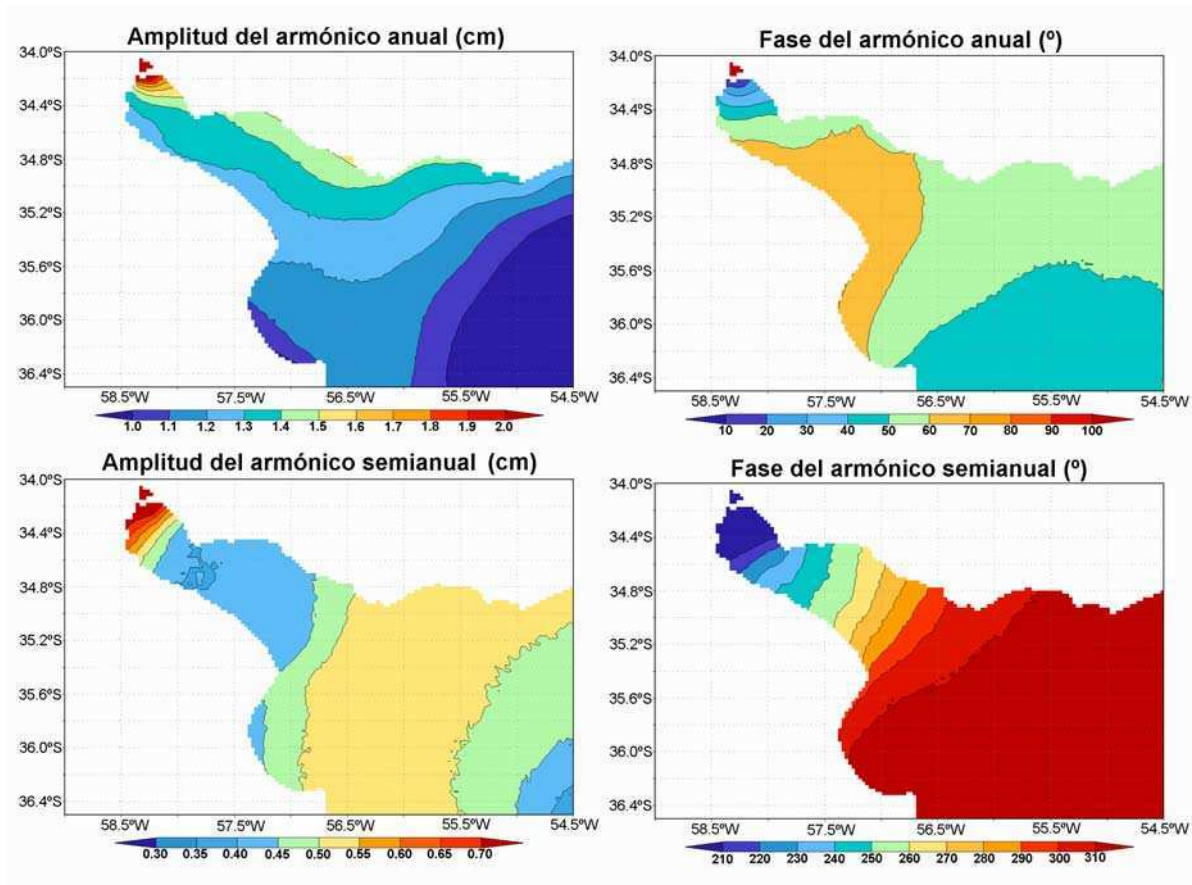 Amplitud del armónico anual (cm)
34.0ºS
34.4ºS
34.8ºS
35.2ºS
35.6ºS
36.0ºS
36.4ºS
58.5ºW 57.5ºW 56.5ºW 55.5ºW 54.5ºW
1.0 1.1 1.2 1.3 1.4 1.5 1.6 1.7 1.8 1.9 2.0
Fase del armónico anual (º)
34.0ºS
34.4ºS
34.8ºS
35.2ºS
35.6ºS
36.0ºS
36.4ºS
58.5ºW 57.5ºW 56.5ºW 55.5ºW 54.5ºW
10 20 30 40 50 60 70 80 90 100
Amplitud del armónico semianual (cm)
34.0ºS
34.4ºS
34.8ºS
35.2ºS
35.6ºS
36.0ºS
36.4ºS
58.5ºW 57.5ºW 56.5ºW 55.5ºW 54.5ºW
0.30 0.35 0.40 0.45 0.50 0.55 0.60 0.65 0.70
Fase del armónico semianual (º)
34.0ºS
34.4ºS
34.8ºS
35.2ºS
35.6ºS
36.0ºS
36.4ºS
58.5ºW 57.5ºW 56.5ºW 55.5ºW 54.5ºW
210 220 230 240 250 260 270 280 290 300 310